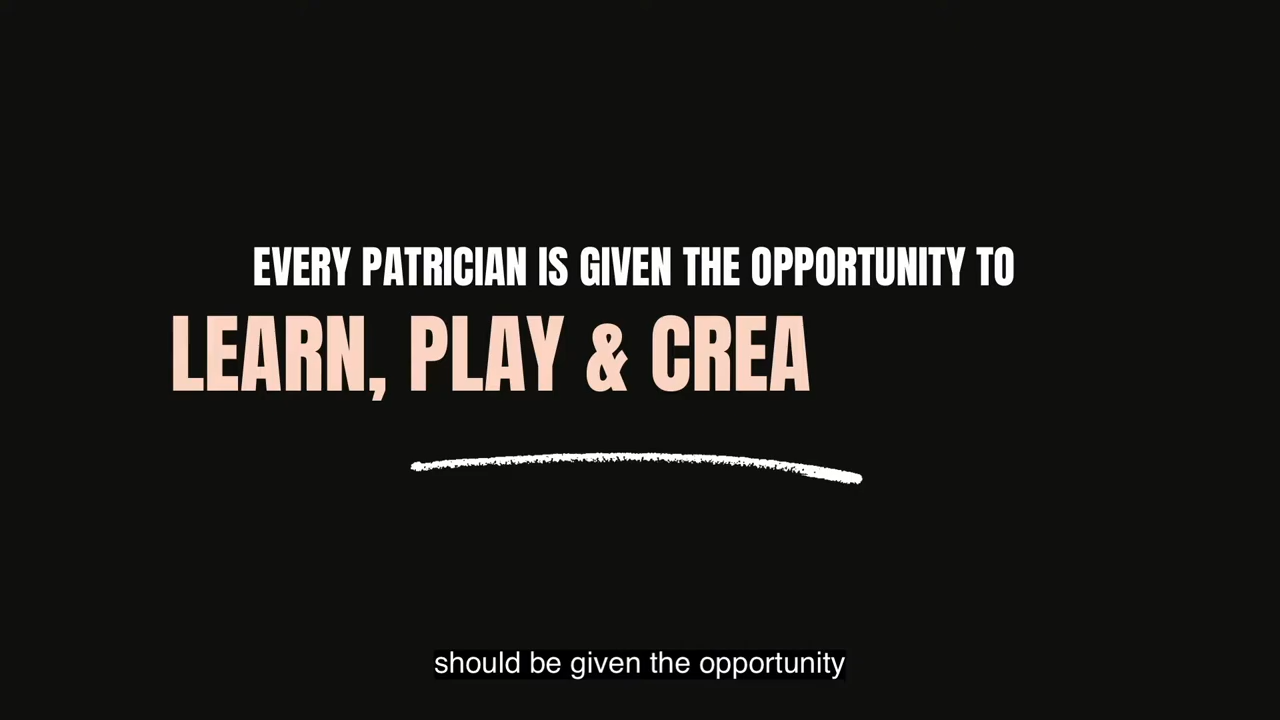 EVERY PATRICIAN IS GIVEN THE OPPORTUNITY TO
LEARN, PLAY & CREA
should be given the opportunity